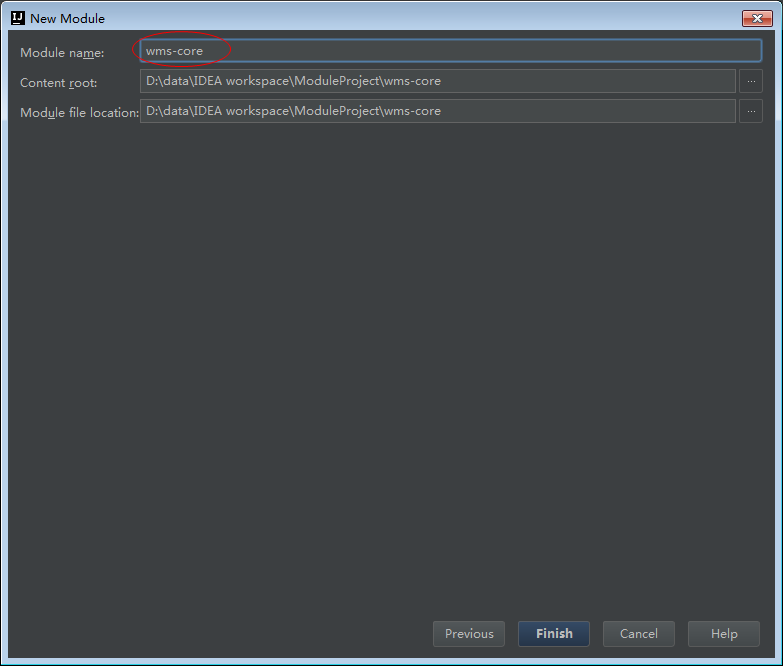 New Module
Module name: wms-core
Content root: D:\data\IDEA workspace\ModuleProject\wms-core ...
Module file location: D:\data\IDEA workspace\ModuleProject\wms-core ...
Previous Finish Cancel Help